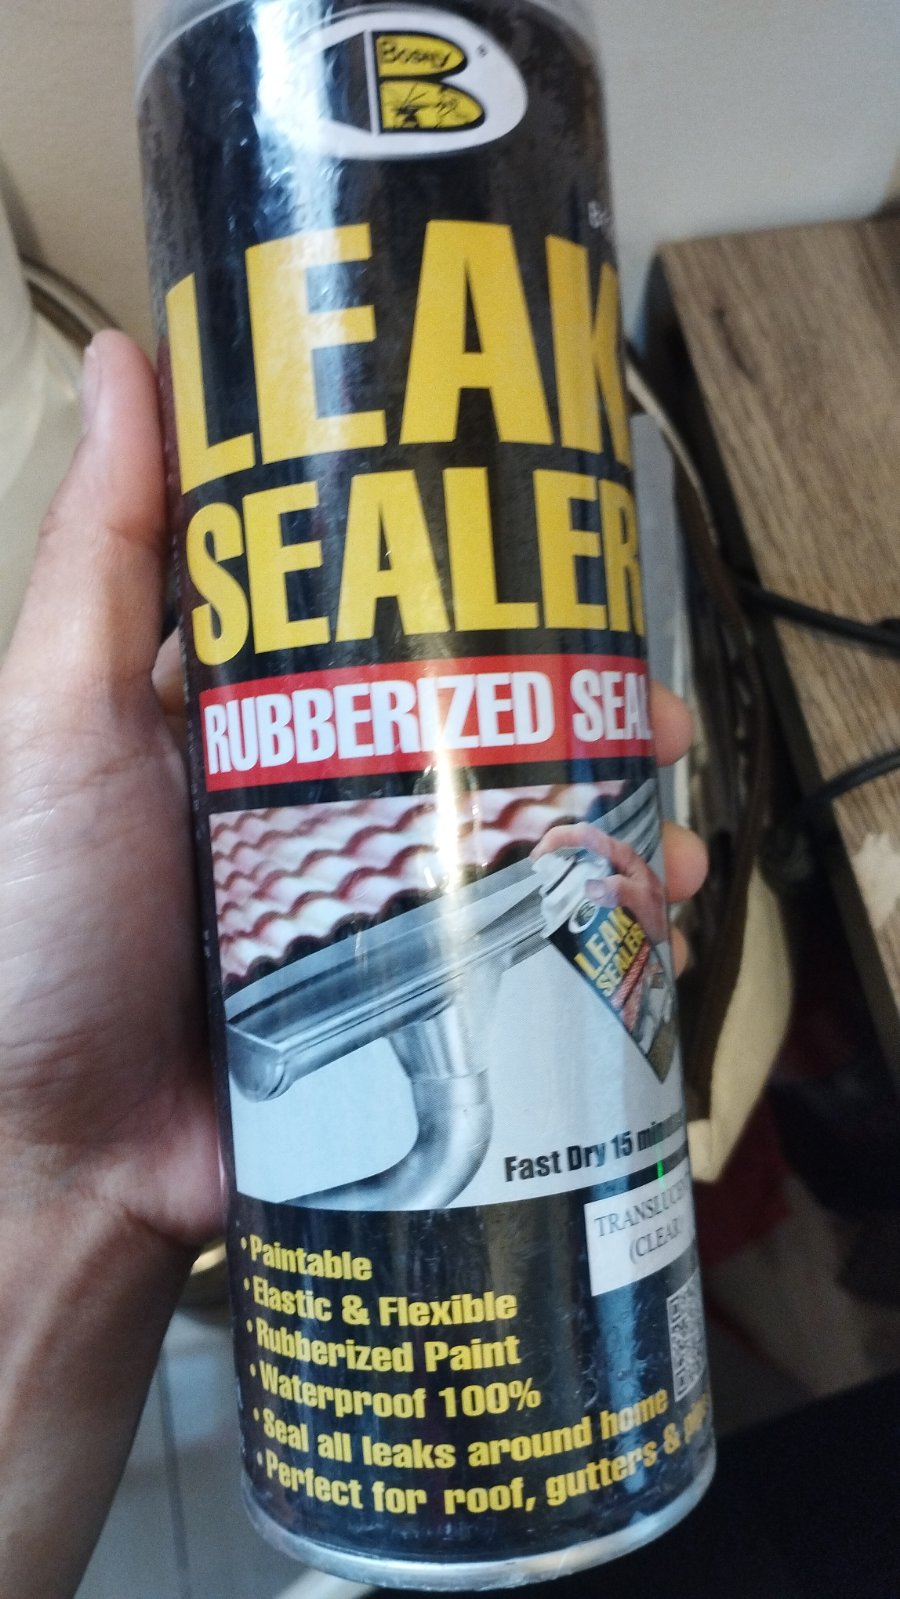 Bosny
LEAK
SEALER
RUBBERIZED SEAL
LEAK
SEALER
Fast Dry 15
TRANSLUCEN
(CLEAR
• Paintable
• Elastic & Flexible
• Rubberized Paint
• Waterproof 100%
• Seal all leaks around home
• Perfect for roof, gutters &